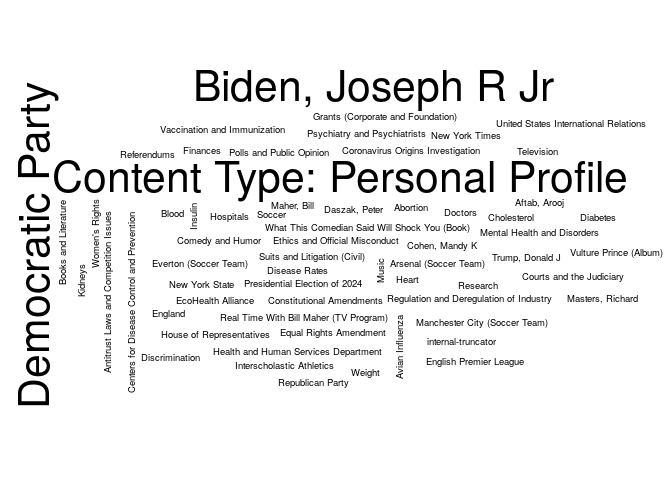 Biden, Joseph R Jr
Grants (Corporate and Foundation)
United States International Relations
Vaccination and Immunization
Psychiatry and Psychiatrists
New York Times
Referendums
Finances
Polls and Public Opinion
Coronavirus Origins Investigation
Television
Democratic Party
Content Type: Personal Profile
Books and Literature
Kidneys
Women's Rights
Antitrust Laws and Competition Issues
Centers for Disease Control and Prevention
Blood
Insulin
Hospitals
Maher, Bill
Soccer
Daszak, Peter
Abortion
Doctors
Aftab, Arooj
Cholesterol
Diabetes
What This Comedian Said Will Shock You (Book)
Mental Health and Disorders
Comedy and Humor
Ethics and Official Misconduct
Cohen, Mandy K
Suits and Litigation (Civil)
Trump, Donald J
Vulture Prince (Album)
Everton (Soccer Team)
Disease Rates
Music
Arsenal (Soccer Team)
Heart
Courts and the Judiciary
New York State
Presidential Election of 2024
Research
EcoHealth Alliance
Constitutional Amendments
Regulation and Deregulation of Industry
Masters, Richard
England
Real Time With Bill Maher (TV Program)
Avian Influenza
Manchester City (Soccer Team)
House of Representatives
Equal Rights Amendment
internal-truncator
Discrimination
Health and Human Services Department
English Premier League
Interscholastic Athletics
Weight
Republican Party